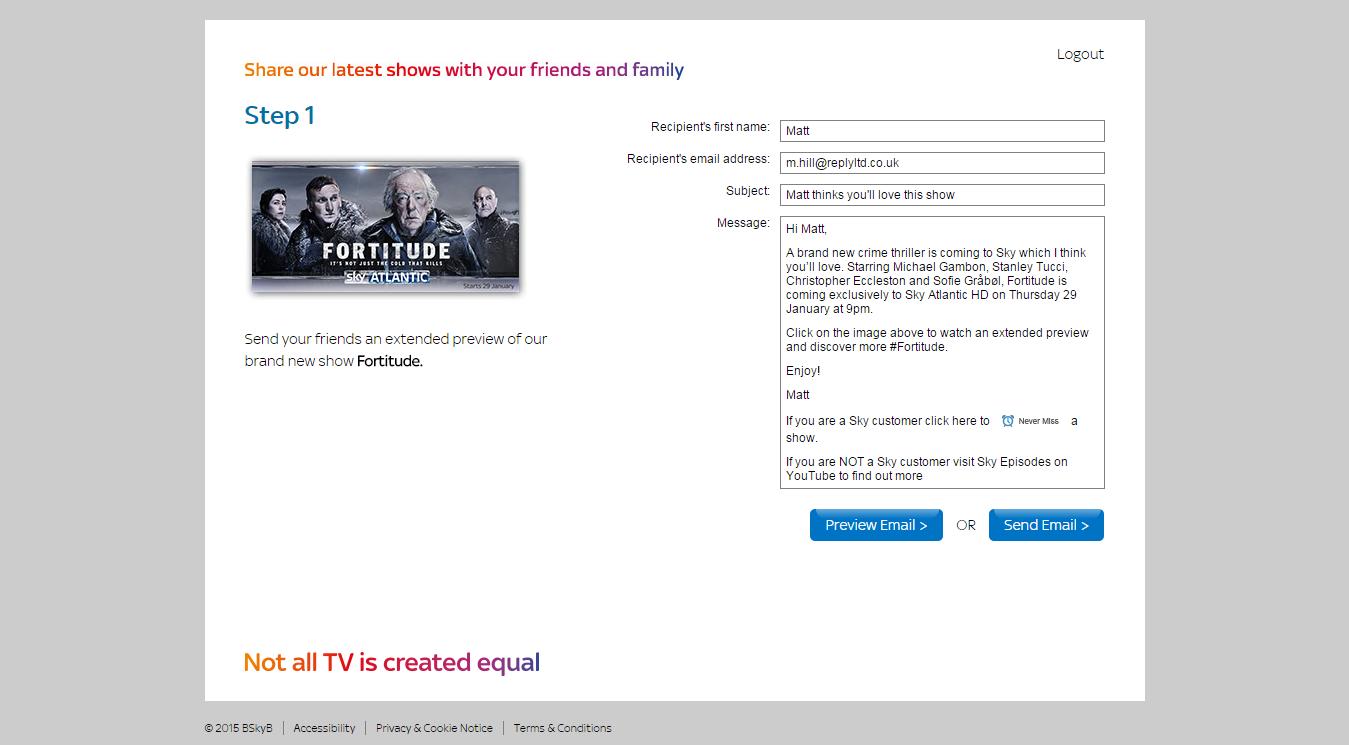 Logout
Share our latest shows with your friends and family
Step 1
FORTITUDE
IT'S NOT JUST THE COLD THAT KILLS
sky ATLANTIC
Starts 29 January
Send your friends an extended preview of our
brand new show Fortitude.
Recipient's first name: Matt
Recipient's email address: m.hill@replyltd.co.uk
Subject: Matt thinks you'll love this show
Message:
Hi Matt,
A brand new crime thriller is coming to Sky which I think
you'll love. Starring Michael Gambon, Stanley Tucci,
Christopher Eccleston and Sofie Gråbøl, Fortitude is
coming exclusively to Sky Atlantic HD on Thursday 29
January at 9pm.
Click on the image above to watch an extended preview
and discover more #Fortitude.
Enjoy!
Matt
If you are a Sky customer click here to Never Miss a
show.
If you are NOT a Sky customer visit Sky Episodes on
YouTube to find out more
Preview Email > OR Send Email >
Not all TV is created equal
© 2015 BSkyB | Accessibility | Privacy & Cookie Notice | Terms & Conditions